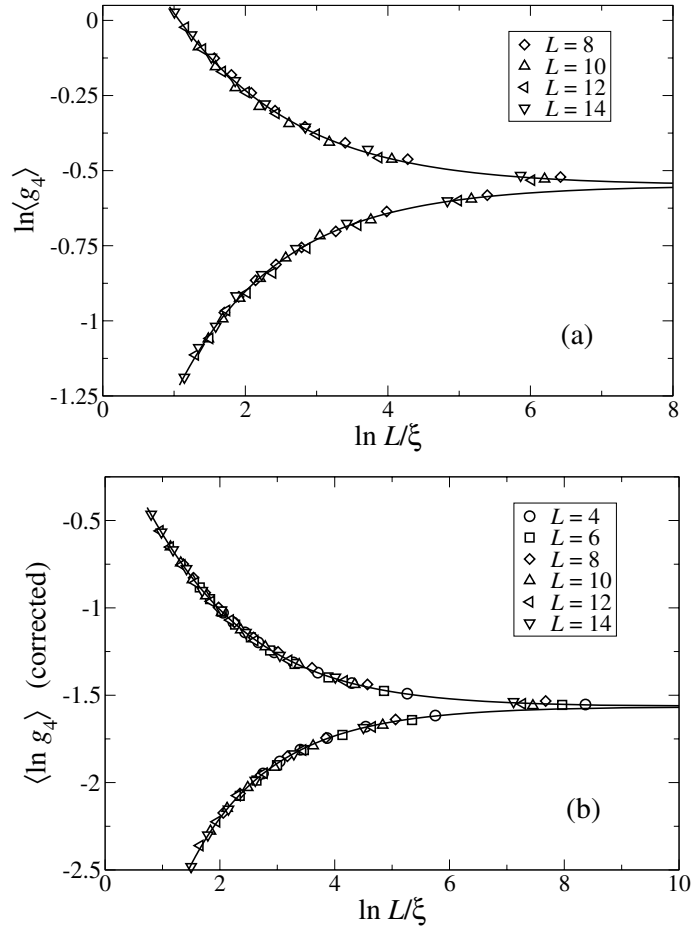 0
-0.25
-0.5
-0.75
-1
-1.25
ln⟨g4⟩
L = 8
L = 10
L = 12
L = 14
(a)
0 2 4 6 8
ln L/ξ
-0.5
-1
-1.5
-2
-2.5
⟨ln g4⟩ (corrected)
L = 4
L = 6
L = 8
L = 10
L = 12
L = 14
(b)
0 2 4 6 8 10
ln L/ξ